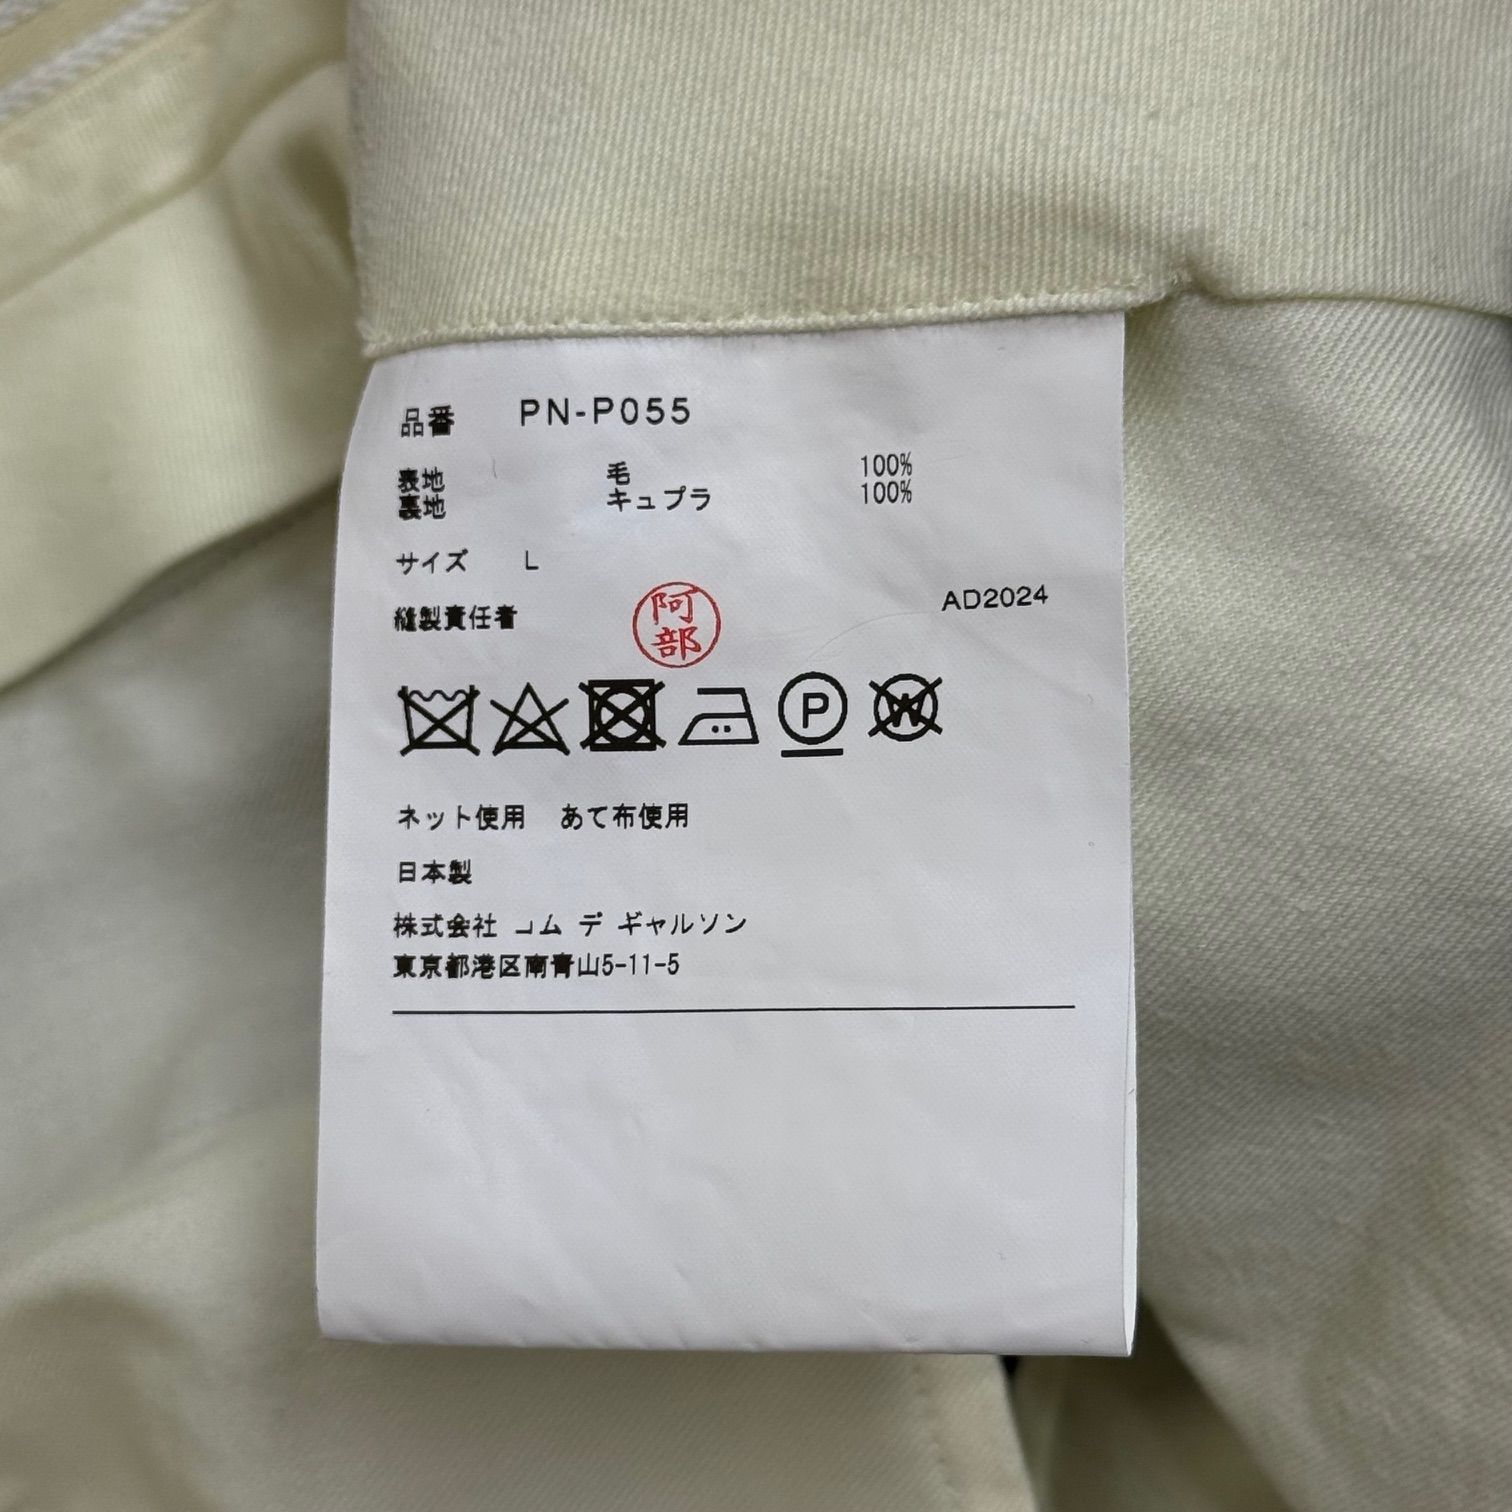 品番 PN-P055
表地 毛 100%
裏地 キュプラ 100%
サイズ L
縫製責任者 阿部 AD2024
P W
ネット使用 あて布使用
日本製
株式会社 コム デ ギャルソン
東京都港区南青山5-11-5